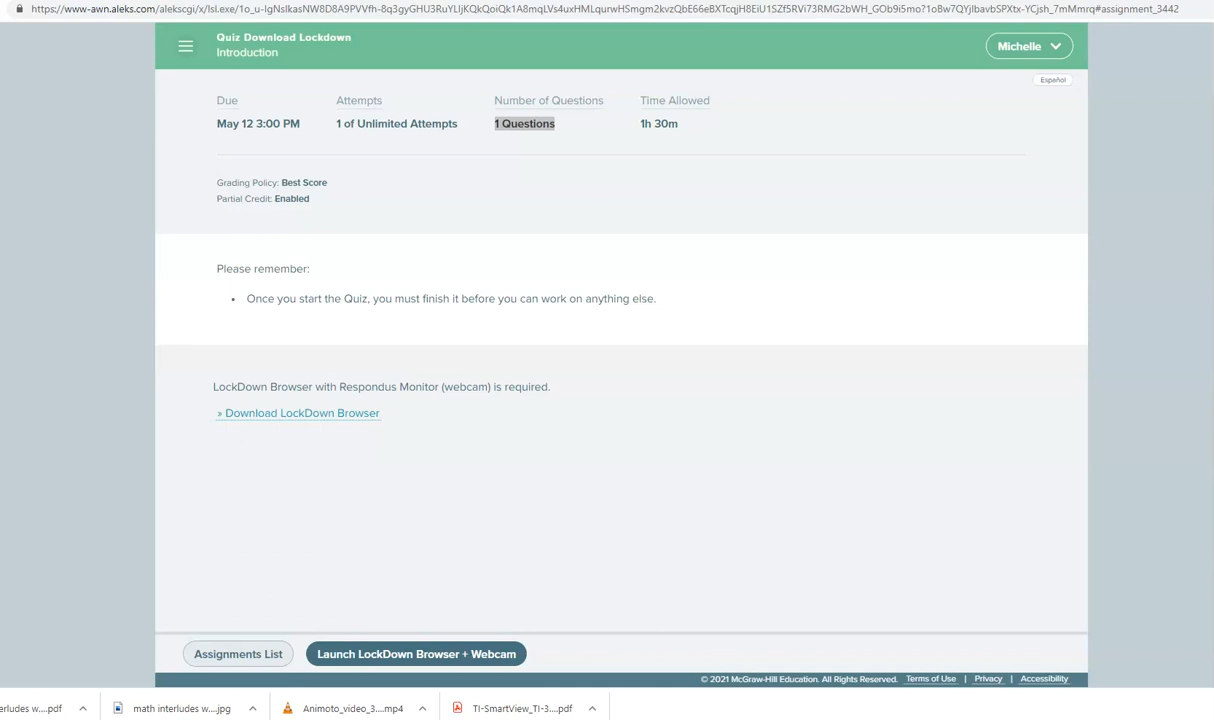 Quiz Download Lockdown
Introduction
Michelle
Español
Due
Attempts
Number of Questions
Time Allowed
May 12 3:00 PM
1 of Unlimited Attempts
1 Questions
1h 30m
Grading Policy: Best Score
Partial Credit: Enabled
Please remember:
• Once you start the Quiz, you must finish it before you can work on anything else.
LockDown Browser with Respondus Monitor (webcam) is required.
» Download LockDown Browser
Assignments List
Launch LockDown Browser + Webcam
© 2021 McGraw-Hill Education. All Rights Reserved. Terms of Use | Privacy | Accessibility
erludes w....pdf
math interludes w....jpg
Animoto_video_3....mp4
TI-SmartView_TI-3....pdf